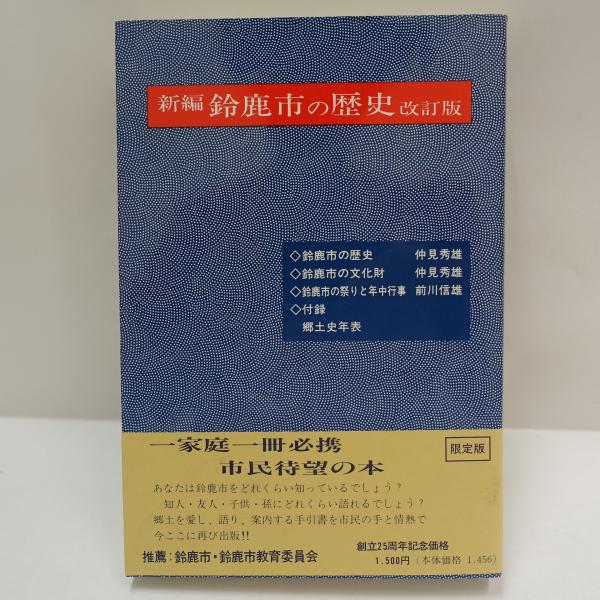 新編 鈴鹿市の歴史 改訂版
◇鈴鹿市の歴史 仲見秀雄
◇鈴鹿市の文化財 仲見秀雄
◇鈴鹿市の祭りと年中行事 前川信雄
◇付録
郷土史年表
一家庭一冊必携
市民待望の本
限定版
あなたは鈴鹿市をどれくらい知っているでしょう?
知人・友人・子供・孫にどれくらい語れるでしょう?
郷土を愛し、語り、案内する手引書を市民の手と情熱で
今ここに再び出版!!
推薦:鈴鹿市・鈴鹿市教育委員会
創立25周年記念価格
1.500円(本体価格 1.456)